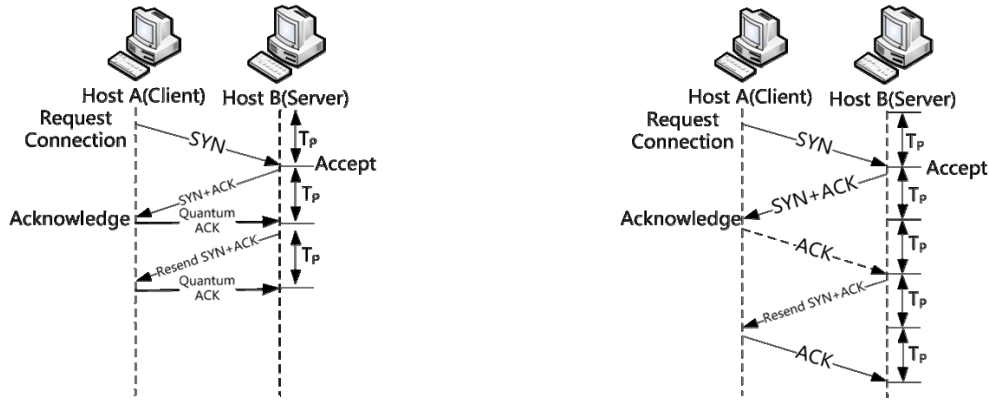 Host A(Client)
Host B(Server)
Request
Connection
SYN
Tₚ
Accept
SYN+ACK
Tₚ
Acknowledge
Quantum
ACK
Resend SYN+ACK
Tₚ
Quantum
ACK
Host A(Client)
Host B(Server)
Request
Connection
SYN
Tₚ
Accept
SYN+ACK
Tₚ
Acknowledge
ACK
Tₚ
Resend SYN+ACK
Tₚ
ACK
Tₚ